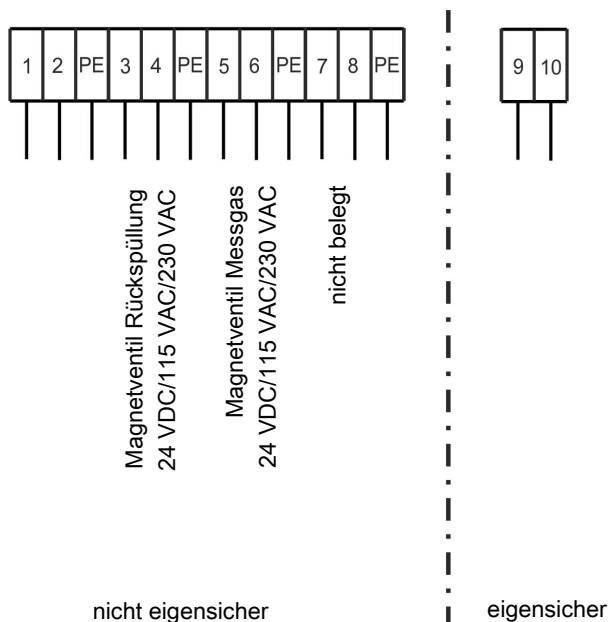 1 2 PE 3 4 PE 5 6 PE 7 8 PE 9 10
Magnetventil Rückspüllung
24 VDC/115 VAC/230 VAC
Magnetventil Messgas
24 VDC/115 VAC/230 VAC
nicht belegt
nicht eigensicher
eigensicher